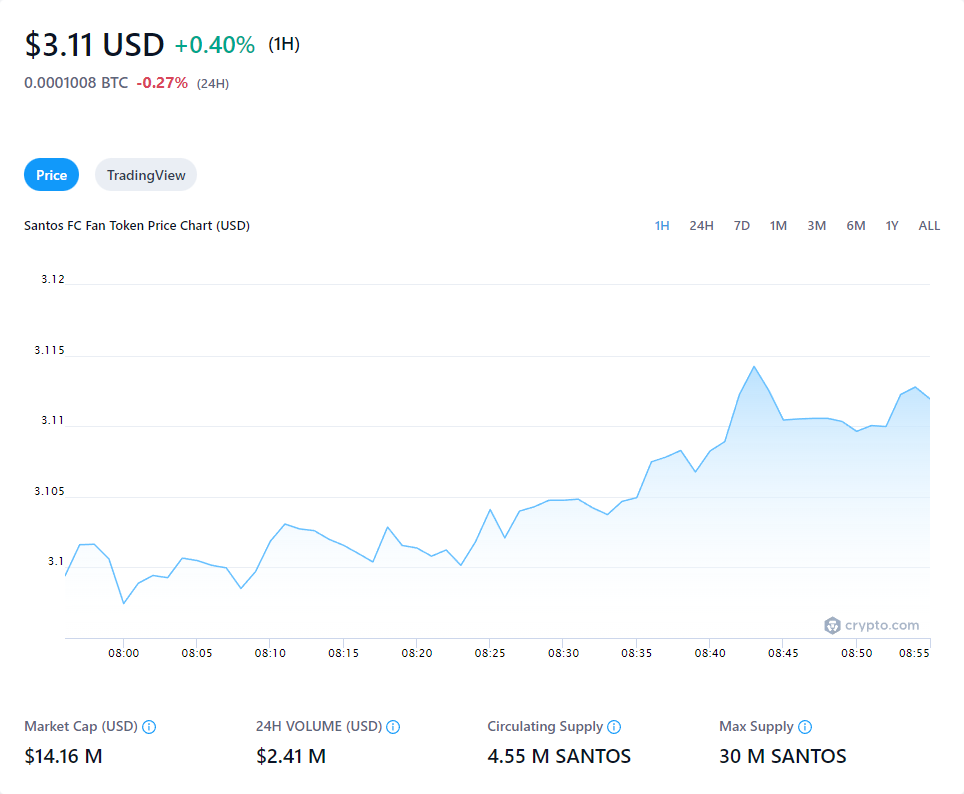 $3.11 USD +0.40% (1H)
0.0001008 BTC -0.27% (24H)
Price TradingView
Santos FC Fan Token Price Chart (USD) 1H 24H 7D 1M 3M 6M 1Y ALL
3.12
3.115
3.11
3.105
3.1
crypto.com
08:00 08:05 08:10 08:15 08:20 08:25 08:30 08:35 08:40 08:45 08:50 08:55
Market Cap (USD) 24H VOLUME (USD) Circulating Supply Max Supply
$14.16 M $2.41 M 4.55 M SANTOS 30 M SANTOS